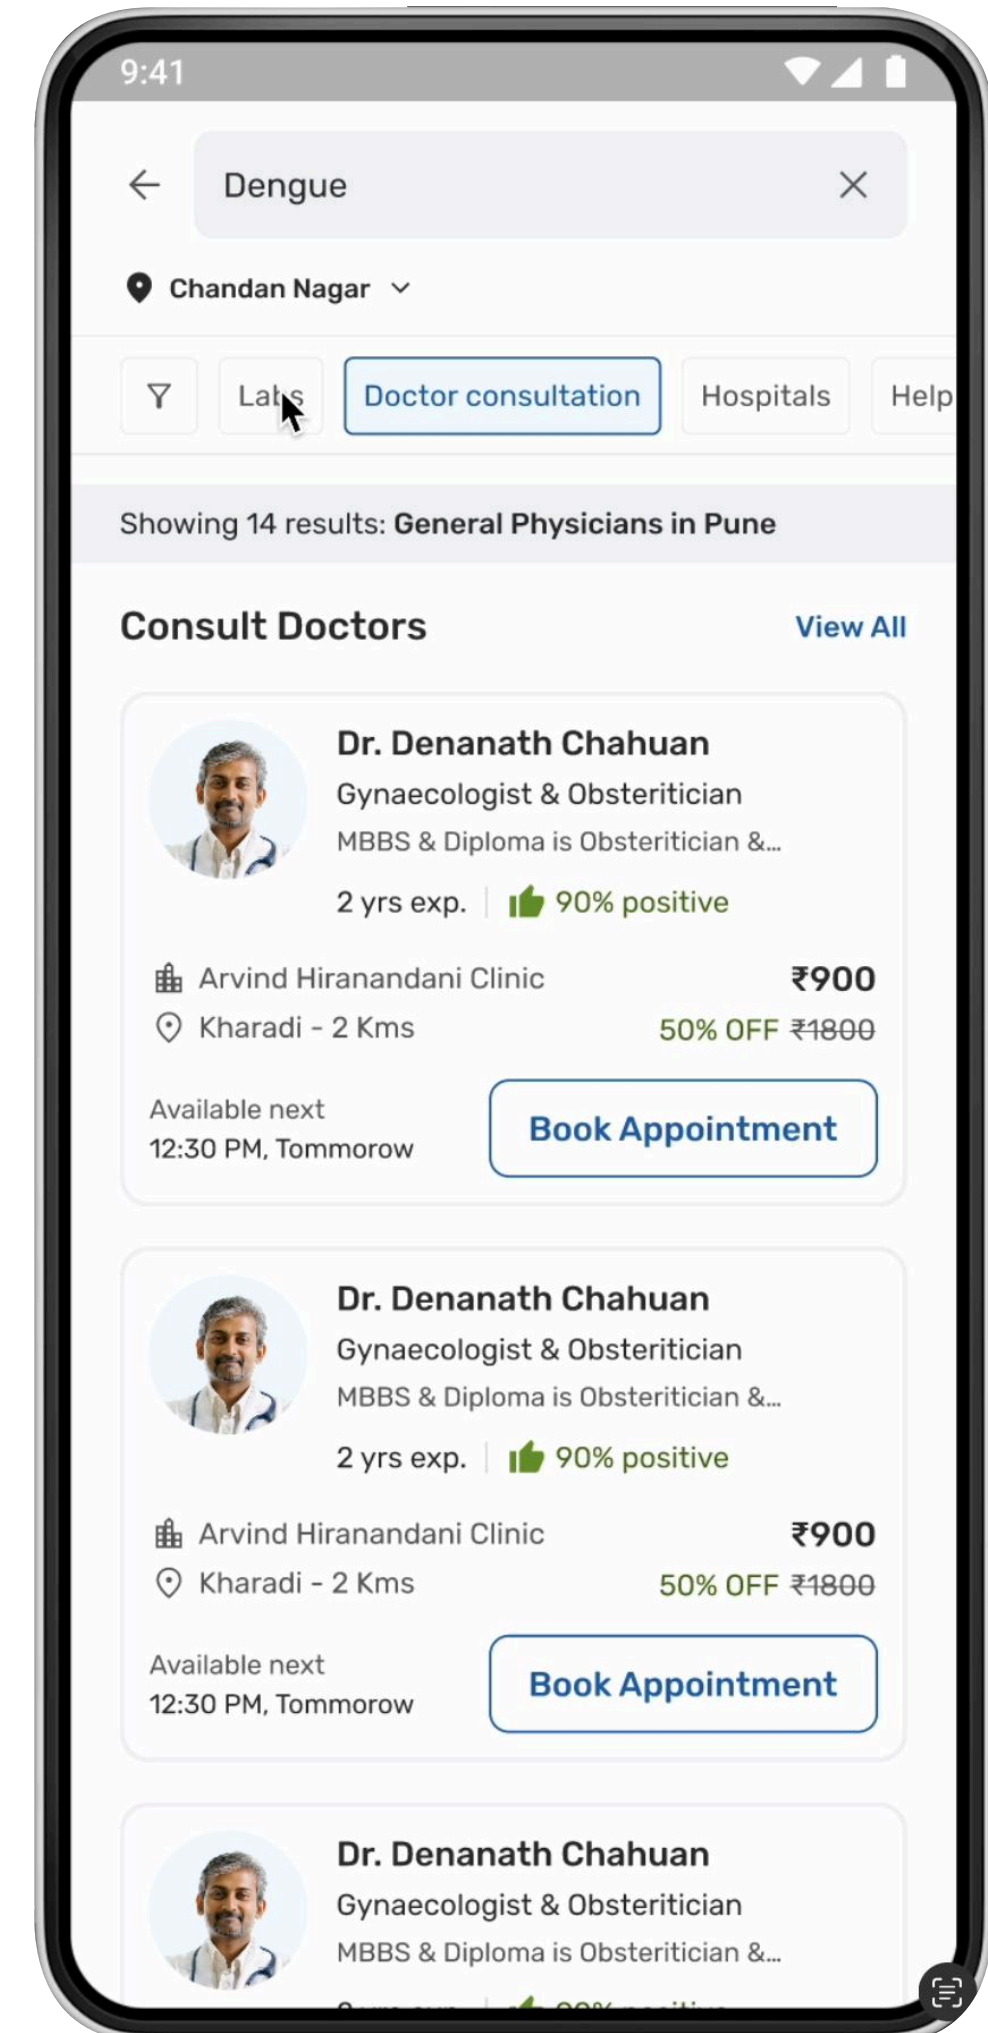 9:41
Dengue
Chandan Nagar
Labs
Doctor consultation
Hospitals
Help
Showing 14 results: General Physicians in Pune
Consult Doctors
View All
Dr. Denanath Chahuan
Gynaecologist & Obsteritician
MBBS & Diploma is Obsteritician &...
2 yrs exp.
90% positive
Arvind Hiranandani Clinic
₹900
Kharadi - 2 Kms
50% OFF ₹1800
Available next
12:30 PM, Tommorow
Book Appointment
Dr. Denanath Chahuan
Gynaecologist & Obsteritician
MBBS & Diploma is Obsteritician &...
2 yrs exp.
90% positive
Arvind Hiranandani Clinic
₹900
Kharadi - 2 Kms
50% OFF ₹1800
Available next
12:30 PM, Tommorow
Book Appointment
Dr. Denanath Chahuan
Gynaecologist & Obsteritician
MBBS & Diploma is Obsteritician &...